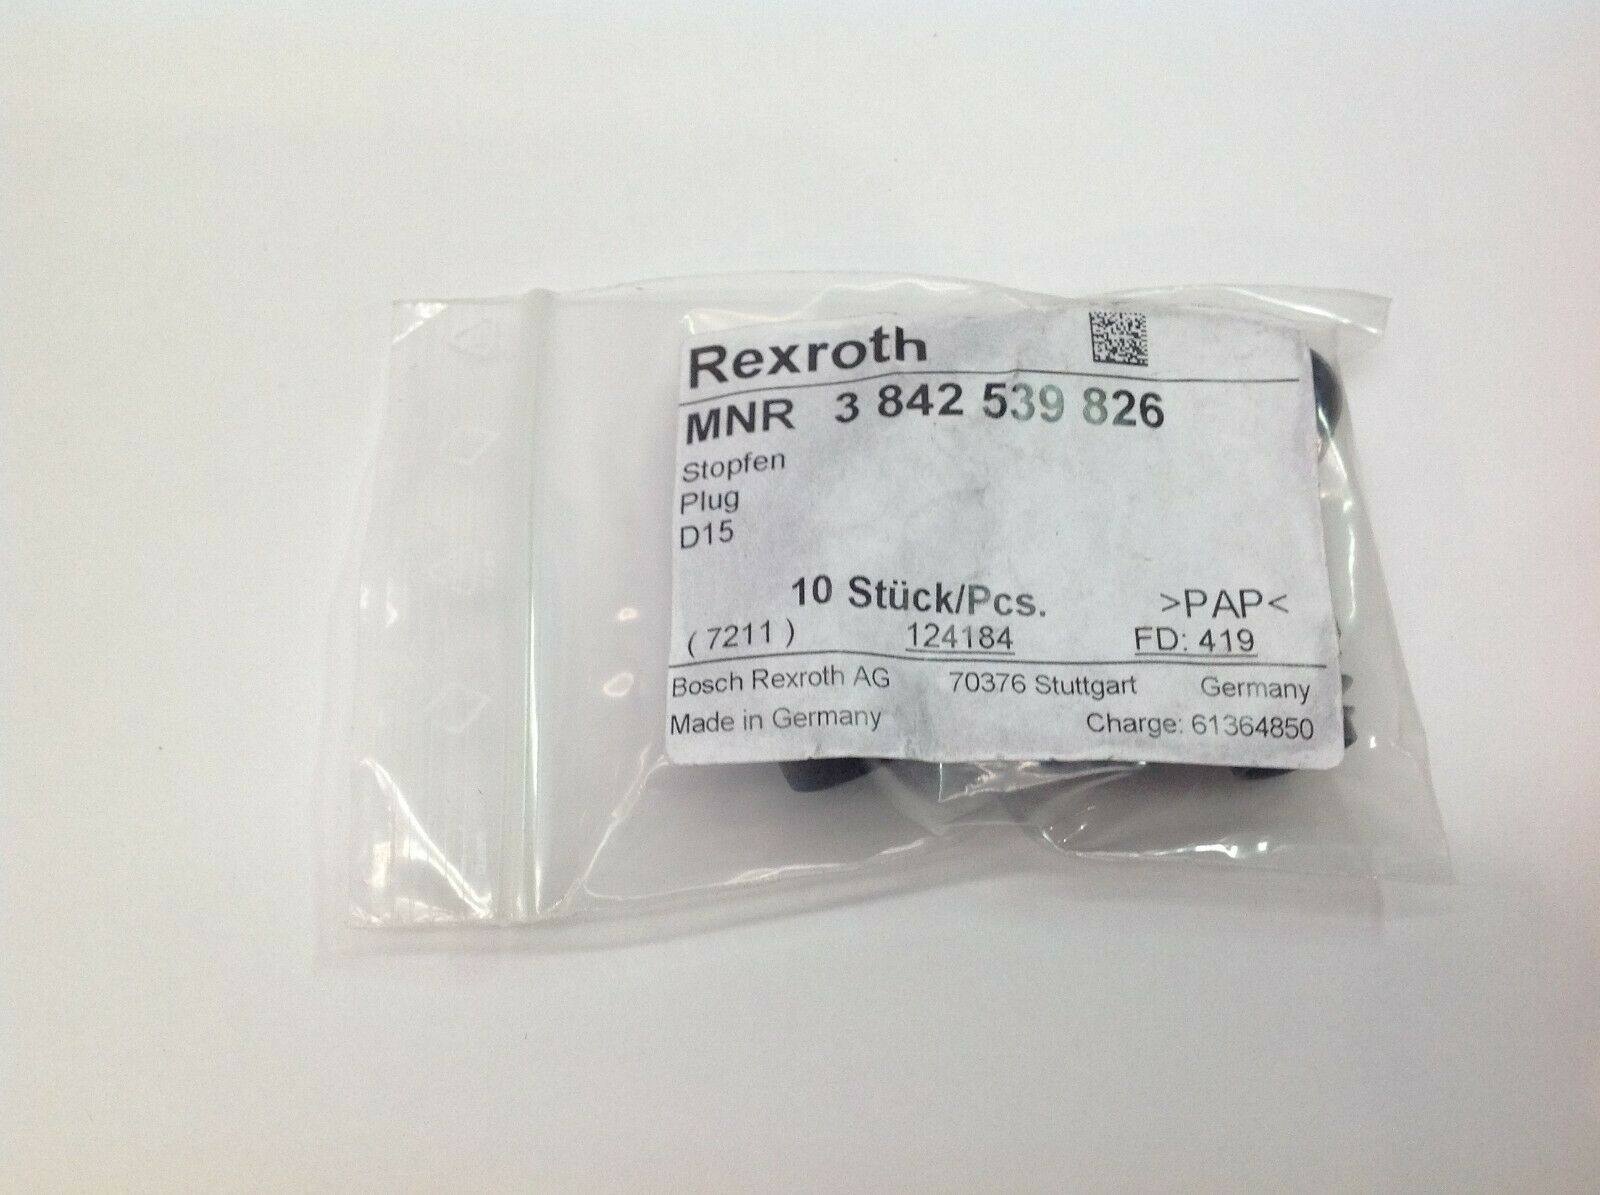 Rexroth
MNR 3 842 539 826
Stopfen
Plug
D15
10 Stück/Pcs. >PAP<
(7211) 124184 FD: 419
Bosch Rexroth AG 70376 Stuttgart Germany
Made in Germany Charge: 61364850